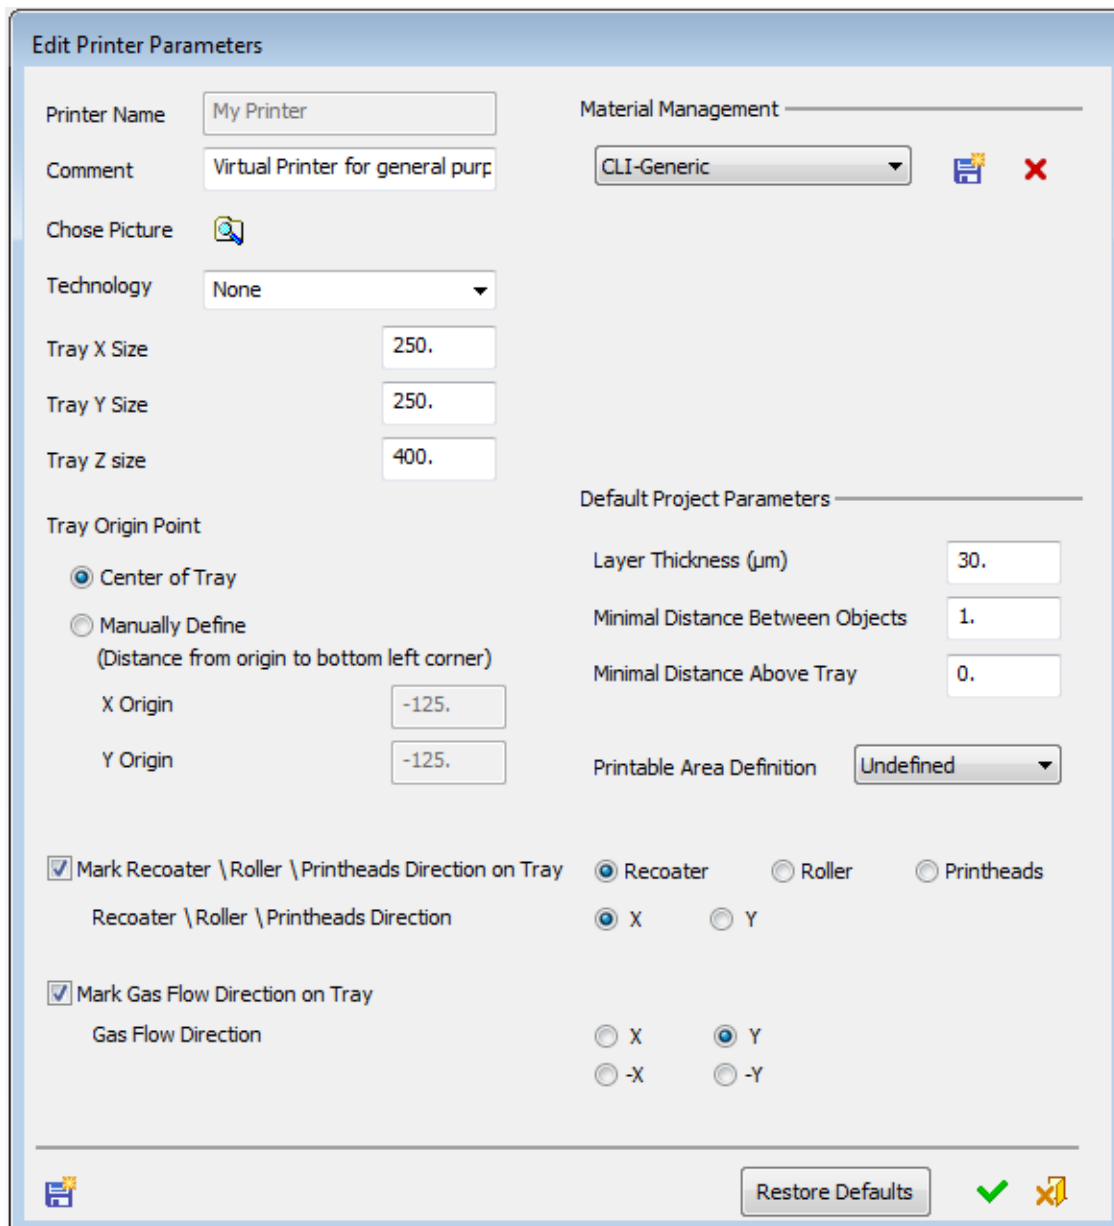 Edit Printer Parameters
Printer Name My Printer
Comment Virtual Printer for general purp
Chose Picture
Technology None
Tray X Size 250.
Tray Y Size 250.
Tray Z size 400.
Tray Origin Point
Center of Tray
Manually Define
(Distance from origin to bottom left corner)
X Origin -125.
Y Origin -125.
Material Management
CLI-Generic
Default Project Parameters
Layer Thickness (µm) 30.
Minimal Distance Between Objects 1.
Minimal Distance Above Tray 0.
Printable Area Definition Undefined
Mark Recoater \Roller \Printheads Direction on Tray Recoater Roller Printheads
Recoater \Roller \Printheads Direction X Y
Mark Gas Flow Direction on Tray
Gas Flow Direction X Y
-X -Y
Restore Defaults